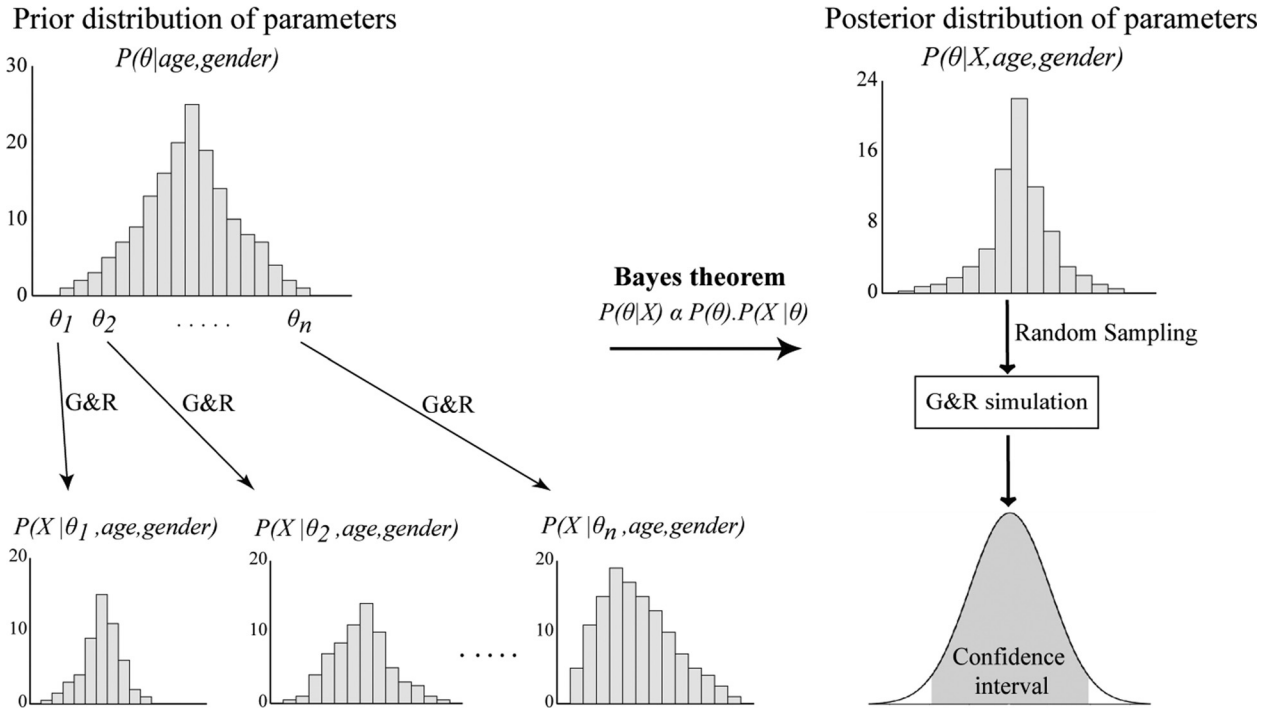 Prior distribution of parameters
P(θ|age,gender)
30
20
10
0
θ1 θ2 ..... θn
G&R
G&R
G&R
P(X|θ1,age,gender)
20
10
0
P(X|θ2,age,gender)
20
10
0
.....
P(X|θn,age,gender)
20
10
0
Bayes theorem
P(θ|X) α P(θ).P(X|θ)
Posterior distribution of parameters
P(θ|X,age,gender)
24
16
8
0
Random Sampling
G&R simulation
Confidence
interval